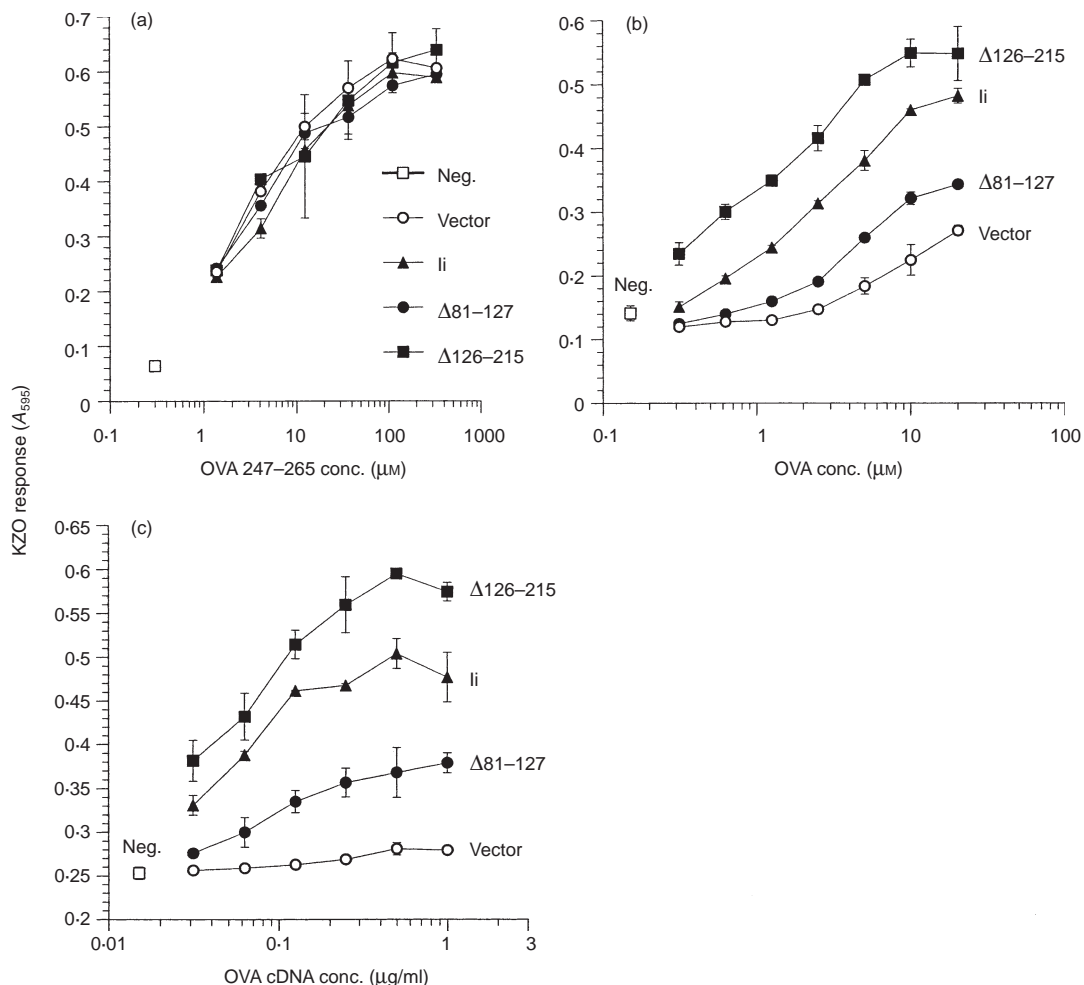 KZO response (A₅₉₅)
(a)
0·7
0·6
0·5
0·4
0·3
0·2
0·1
0
0·1
1
10
100
1000
OVA 247–265 conc. (μM)
Neg.
Vector
Ii
Δ81–127
Δ126–215
(b)
0·6
0·5
0·4
0·3
0·2
0·1
0
0·1
1
10
100
OVA conc. (μM)
Δ126–215
Ii
Δ81–127
Vector
Neg.
(c)
0·65
0·6
0·55
0·5
0·45
0·4
0·35
0·3
0·25
0·2
0·01
0·1
1
3
OVA cDNA conc. (μg/ml)
Δ126–215
Ii
Δ81–127
Vector
Neg.